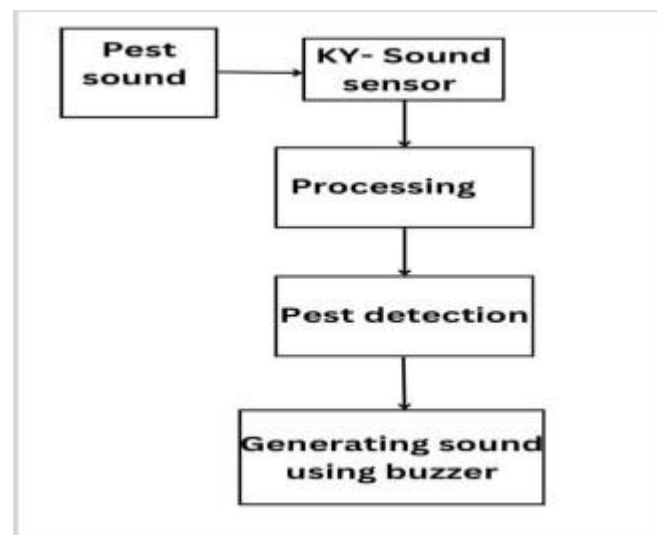 Pest
sound
KY- Sound
sensor
Processing
Pest detection
Generating sound
using buzzer